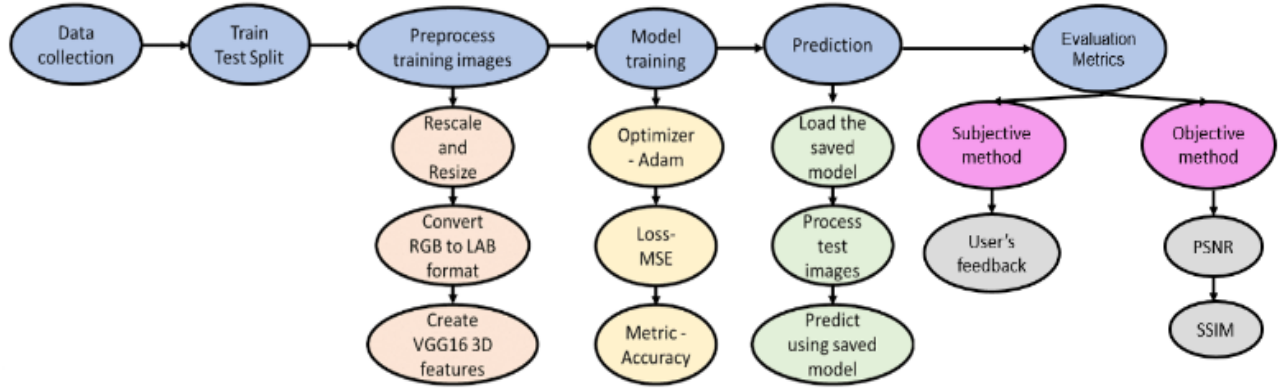 Data
collection
Train
Test Split
Preprocess
training images
Model
training
Prediction
Evaluation
Metrics
Rescale
and
Resize
Convert
RGB to LAB
format
Create
VGG16 3D
features
Optimizer
- Adam
Loss-
MSE
Metric -
Accuracy
Load the
saved
model
Process
test
images
Predict
using saved
model
Subjective
method
User's
feedback
Objective
method
PSNR
SSIM